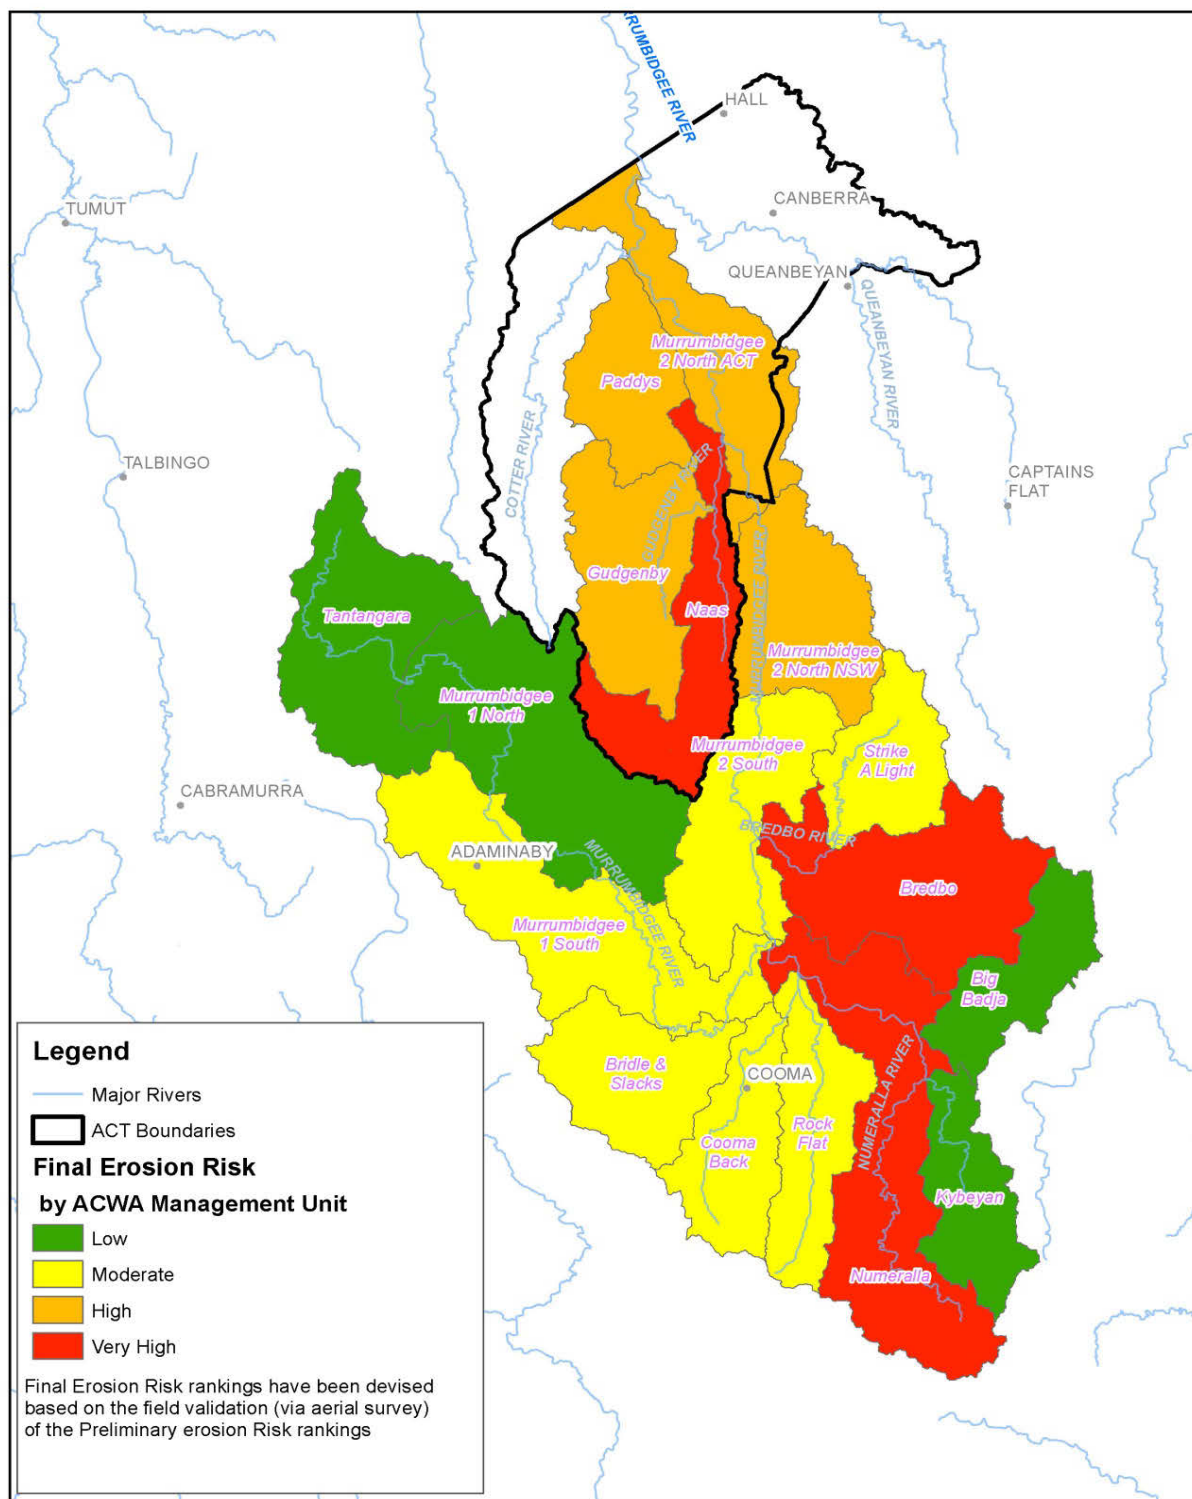 MURRUMBIDGEE RIVER
HALL
TUMUT
CANBERRA
QUEANBEYAN
QUEANBEYAN RIVER
Murrumbidgee
2 North ACT
Paddys
COTTER RIVER
TALBINGO
CAPTAINS
FLAT
GUDGENBY RIVER
MURRUMBIDGEE RIVER
Gudgenby
Naas
Tantangara
Murrumbidgee
2 North NSW
Murrumbidgee
1 North
Murrumbidgee
2 South
Strike
A Light
CABRAMURRA
BREDBO RIVER
ADAMINABY
MURRUMBIDGEE RIVER
Bredbo
Murrumbidgee
1 South
Big
Badja
Bridle &
Slacks
COOMA
NUMERALLA RIVER
Rock
Flat
Cooma
Back
Kybeyan
Numeralla
Legend
Major Rivers
ACT Boundaries
Final Erosion Risk
by ACWA Management Unit
Low
Moderate
High
Very High
Final Erosion Risk rankings have been devised
based on the field validation (via aerial survey)
of the Preliminary erosion Risk rankings